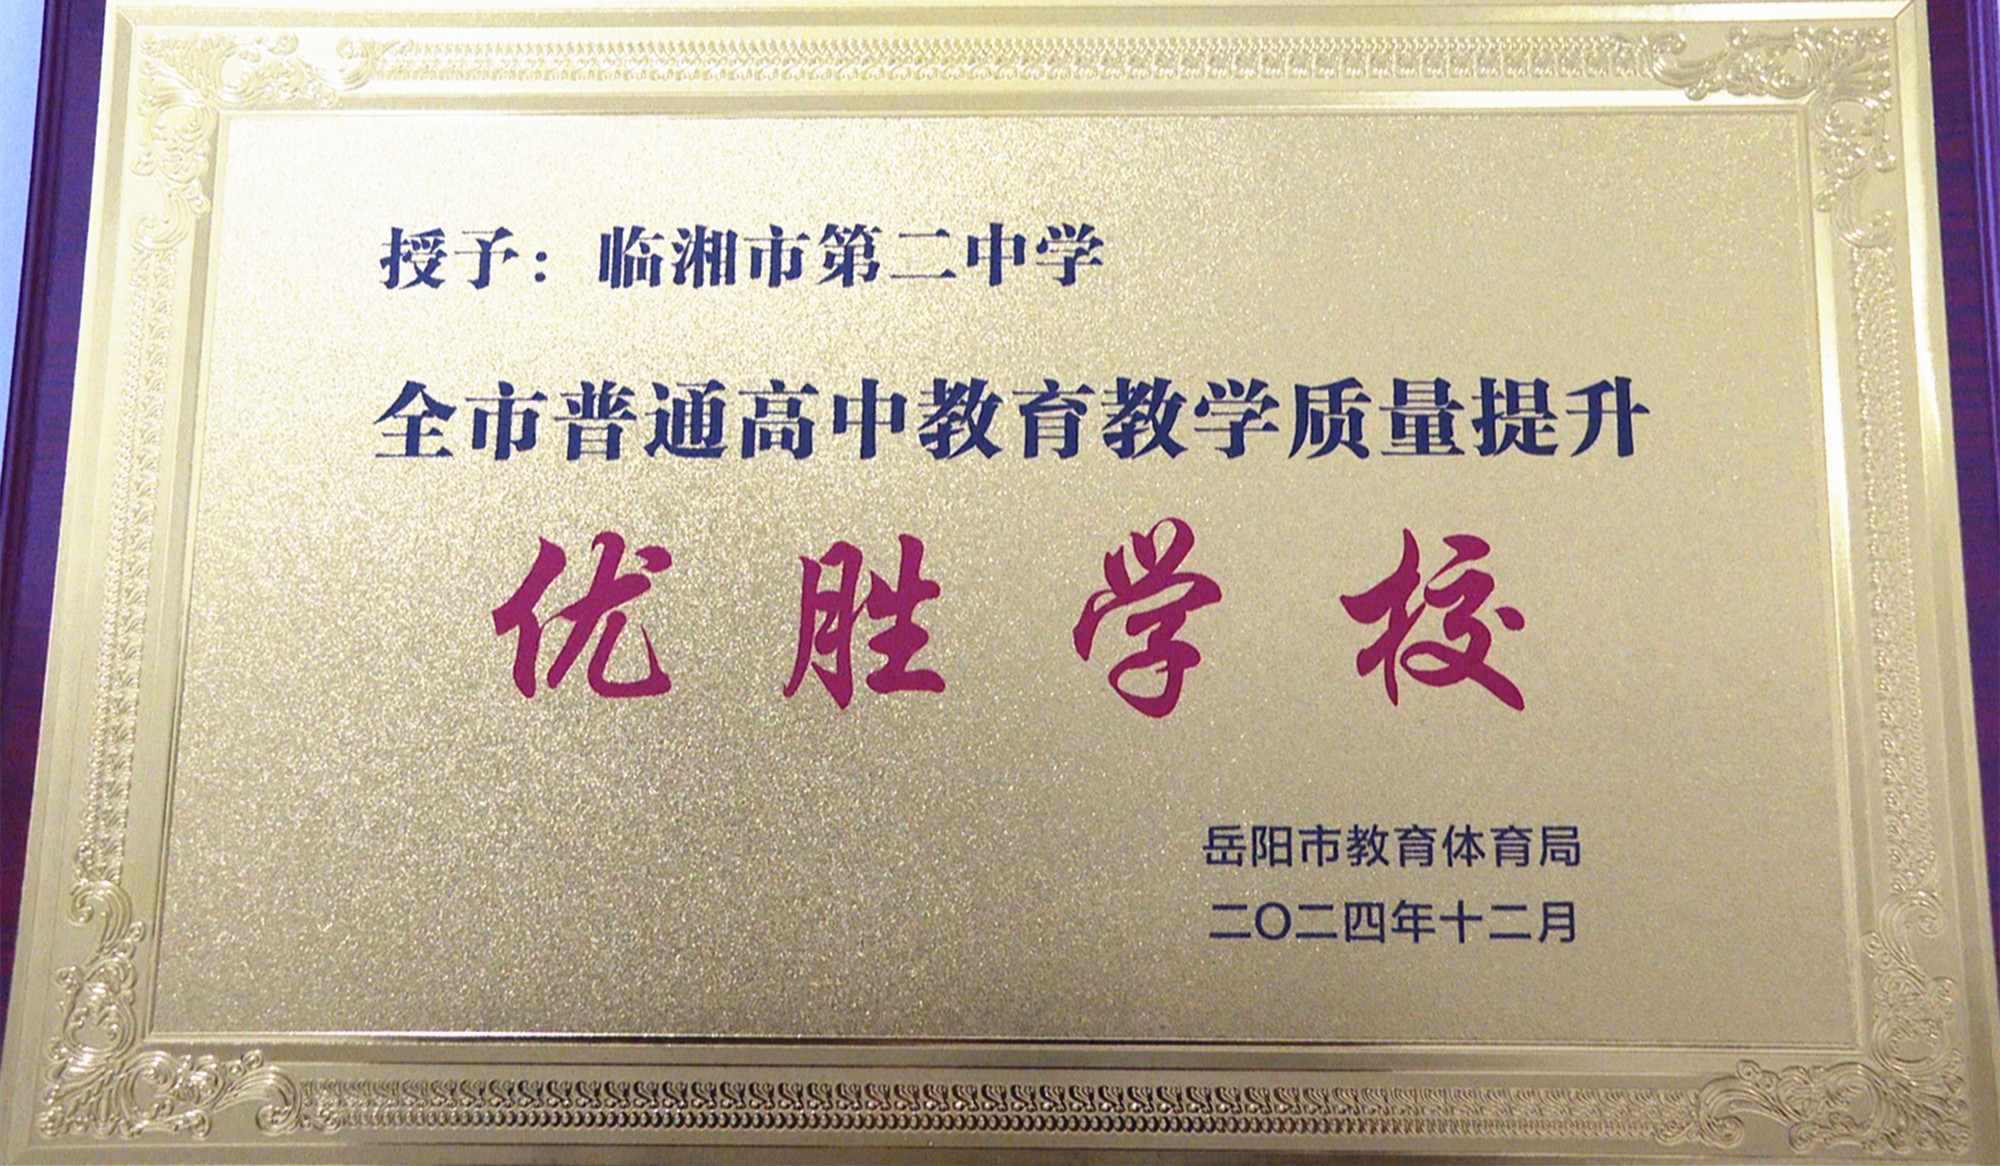 授予：临湘市第二中学
全市普通高中教育教学质量提升
优胜学校
岳阳市教育体育局
二〇二四年十二月